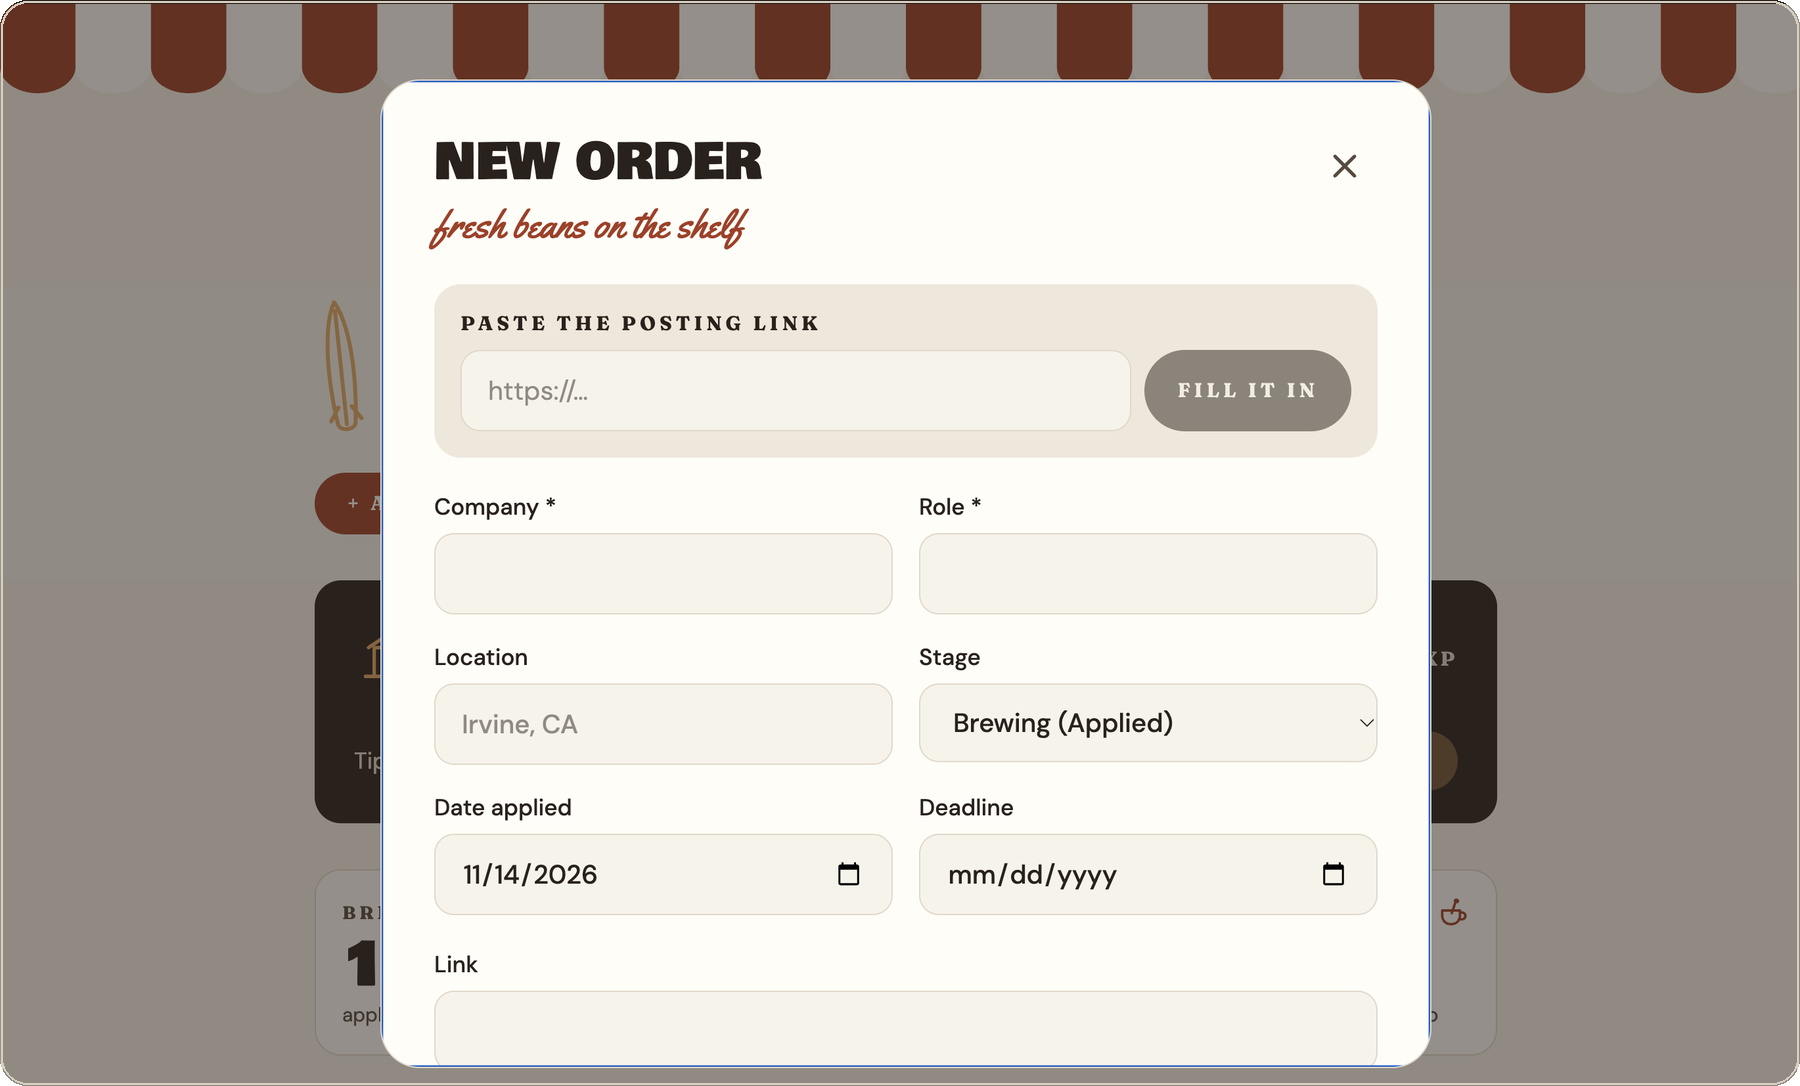 NEW ORDER
fresh beans on the shelf
PASTE THE POSTING LINK
https://...
FILL IT IN
Company *
Role *
Location
Stage
Irvine, CA
Brewing (Applied)
Date applied
Deadline
11/14/2026
mm/dd/yyyy
Link
+
1